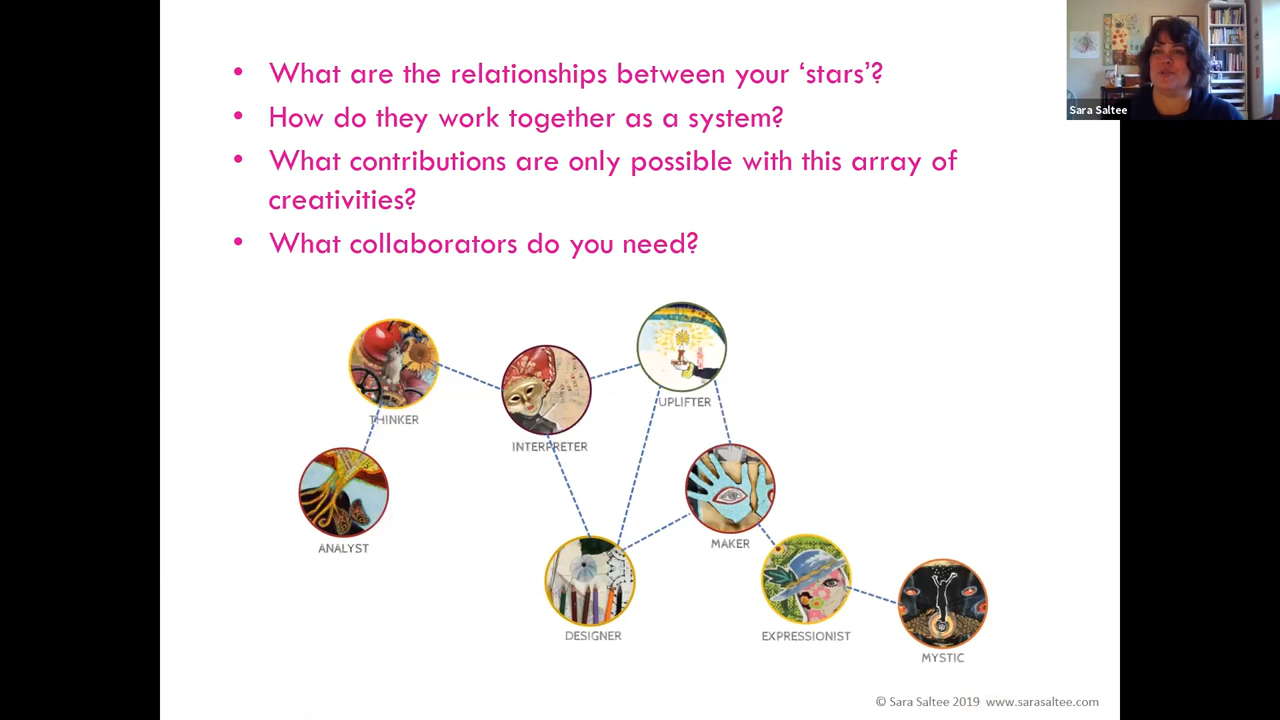 • What are the relationships between your ‘stars’?
• How do they work together as a system?
• What contributions are only possible with this array of
creativities?
• What collaborators do you need?
Sara Saltee
THINKER
INTERPRETER
UPLIFTER
ANALYST
MAKER
DESIGNER
EXPRESSIONIST
MYSTIC
© Sara Saltee 2019 www.sarasaltee.com